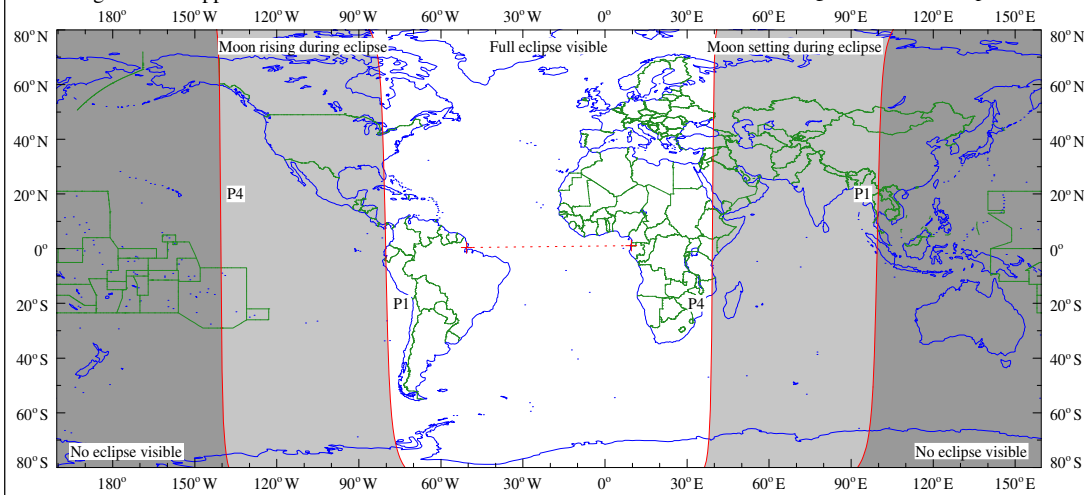 180° 150° W 120° W 90° W 60° W 30° W 0° 30° E 60° E 90° E 120° E 150° E
80° N Moon rising during eclipse Full eclipse visible Moon setting during eclipse 80° N
60° N 60° N
40° N 40° N
20° N P4 P1 20° N
0° 0°
20° S P1 P4 20° S
40° S 40° S
60° S 60° S
No eclipse visible No eclipse visible
80° S 80° S
180° 150° W 120° W 90° W 60° W 30° W 0° 30° E 60° E 90° E 120° E 150° E